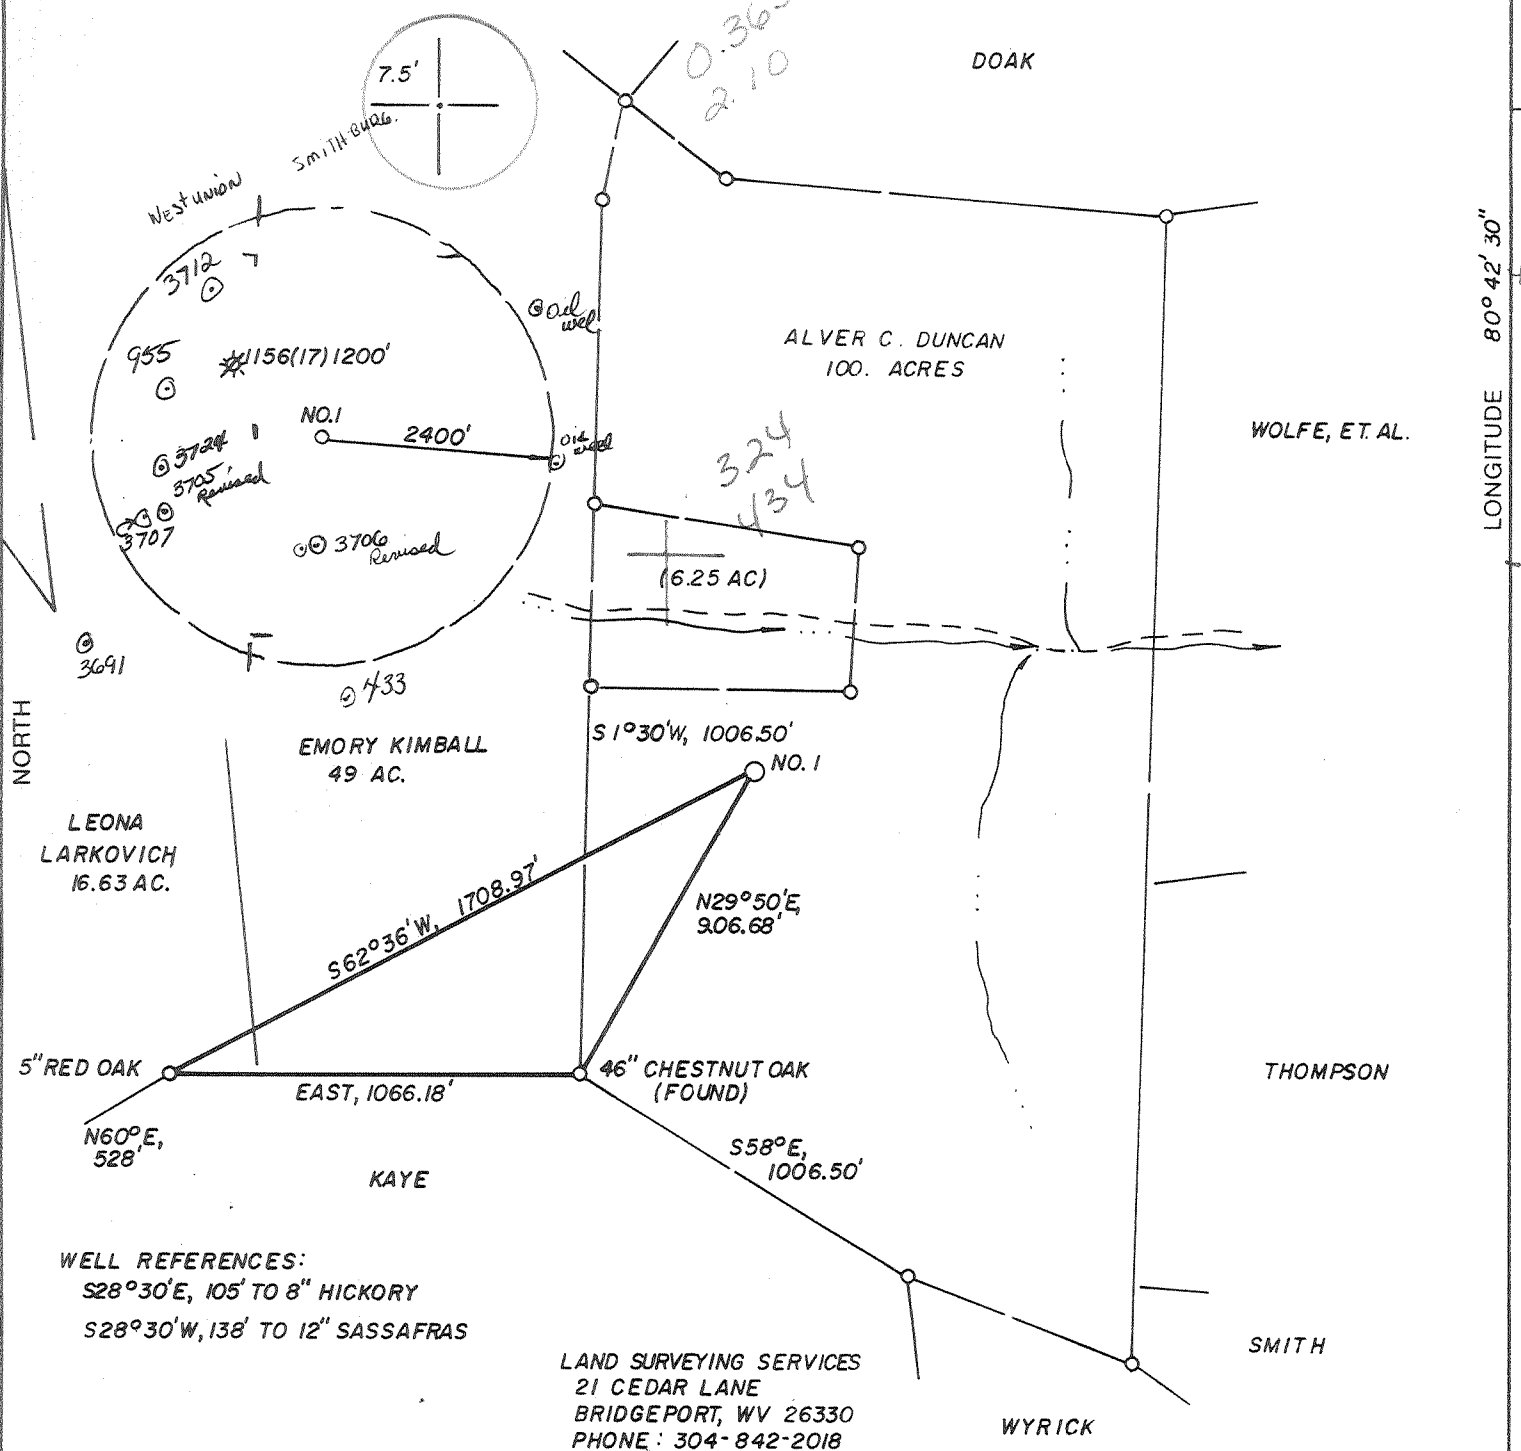 0.36
2.10
DOAK
7.5'
SMITHBURG.
WEST UNION
3712
Oil
well
955
1156(17)1200'
NO.1
2400'
Oil
well
3724
3705
Revised
3707
3706
Revised
3691
433
ALVER C. DUNCAN
100. ACRES
LONGITUDE 80° 42' 30"
WOLFE, ET. AL.
324
434
(6.25 AC)
NORTH
S 1°30'W, 1006.50'
NO. 1
EMORY KIMBALL
49 AC.
LEONA
LARKOVICH
16.63 AC.
S62°36'W, 1708.97'
N29°50'E,
906.68'
5" RED OAK
EAST, 1066.18'
46" CHESTNUT OAK
(FOUND)
THOMPSON
N60°E,
528'
KAYE
S58°E,
1006.50'
WELL REFERENCES:
S28°30'E, 105' TO 8" HICKORY
S28°30'W, 138' TO 12" SASSAFRAS
SMITH
LAND SURVEYING SERVICES
21 CEDAR LANE
BRIDGEPORT, WV 26330
PHONE: 304-842-2018
WYRICK